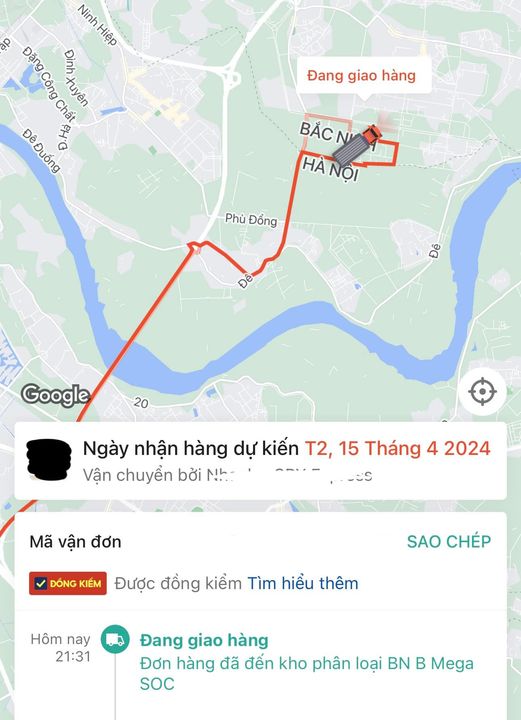 Ninh Hiệp
Đình Xuyên
Đặng Công Chất
Đê Đuống
Đang giao hàng
BẮC NINH
HÀ NỘI
Phù Đổng
Đê
Đê
Google
20
Ngày nhận hàng dự kiến T2, 15 Tháng 4 2024
Vận chuyển bởi
Mã vận đơn SAO CHÉP
ĐỒNG KIỂM Được đồng kiểm Tìm hiểu thêm
Hôm nay Đang giao hàng
21:31 Đơn hàng đã đến kho phân loại BN B Mega
SOC